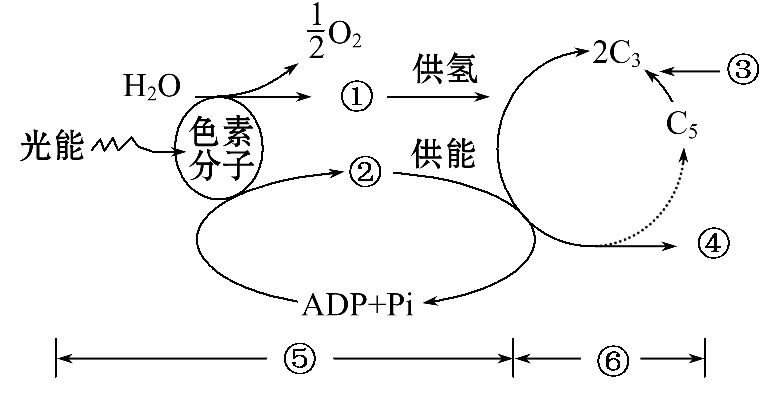 ½O₂
H₂O
①
供氢
2C₃
③
C₅
光能
色素
分子
②
供能
④
ADP+Pi
⑤
⑥